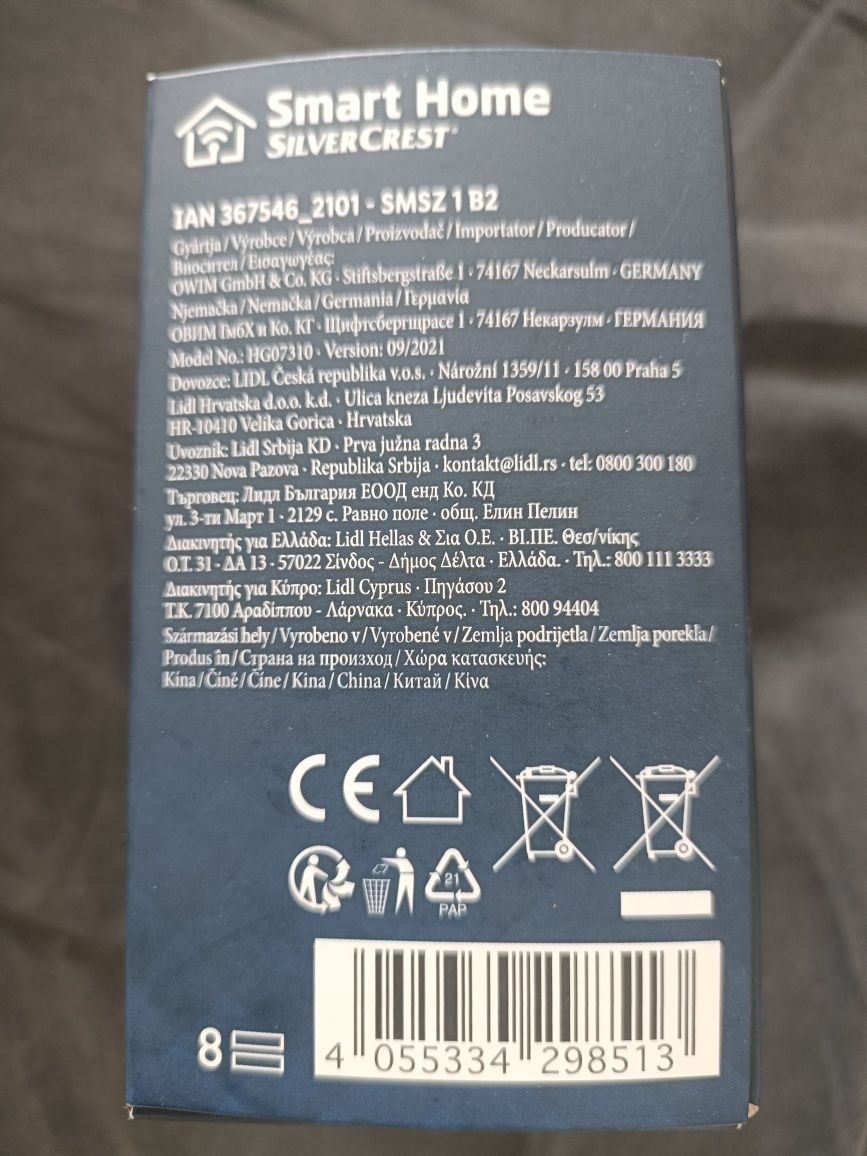 Smart Home
SILVERCREST®
IAN 367546_2101 - SMSZ 1 B2
Gyártja/Výrobce/Výrobca/Proizvođač/Importator/Producator/
Вносител/Εισαγωγέας:
OWIM GmbH & Co. KG · Stiftsbergstraße 1 · 74167 Neckarsulm · GERMANY
Njemačka/Nemačka/Germania/Γερμανία
ОВИМ ГмбХ и Ко. КГ · Щифтсбергщрасе 1 · 74167 Некарзулм · ГЕРМАНИЯ
Model No.: HG07310 · Version: 09/2021
Dovozce: LIDL Česká republika v.o.s. · Nárožní 1359/11 · 158 00 Praha 5
Lidl Hrvatska d.o.o. k.d. · Ulica kneza Ljudevita Posavskog 53
HR-10410 Velika Gorica · Hrvatska
Uvoznik: Lidl Srbija KD · Prva južna radna 3
22330 Nova Pazova · Republika Srbija · kontakt@lidl.rs · tel: 0800 300 180
Търговец: Лидл България ЕООД енд Ко. КД
ул. 3-ти Март 1 · 2129 с. Равно поле · общ. Елин Пелин
Διακινητής για Ελλάδα: Lidl Hellas & Σια Ο.Ε. · ΒΙ.ΠΕ. Θεσ/νίκης
Ο.Τ. 31 - ΔΑ 13 - 57022 Σίνδος - Δήμος Δέλτα · Ελλάδα. · Τηλ.: 800 111 3333
Διακινητής για Κύπρο: Lidl Cyprus · Πηγάσου 2
Τ.Κ. 7100 Αραδίππου - Λάρνακα · Κύπρος. · Τηλ.: 800 94404
Származási hely/Vyrobeno v/Vyrobené v/Zemlja podrijetla/Zemlja porekla/
Produs în/Страна на произход/Χώρα κατασκευής:
Kína/Číně/Číne/Kina/China/Китай/Κίνα
CE
21
PAP
8
4 055334 298513